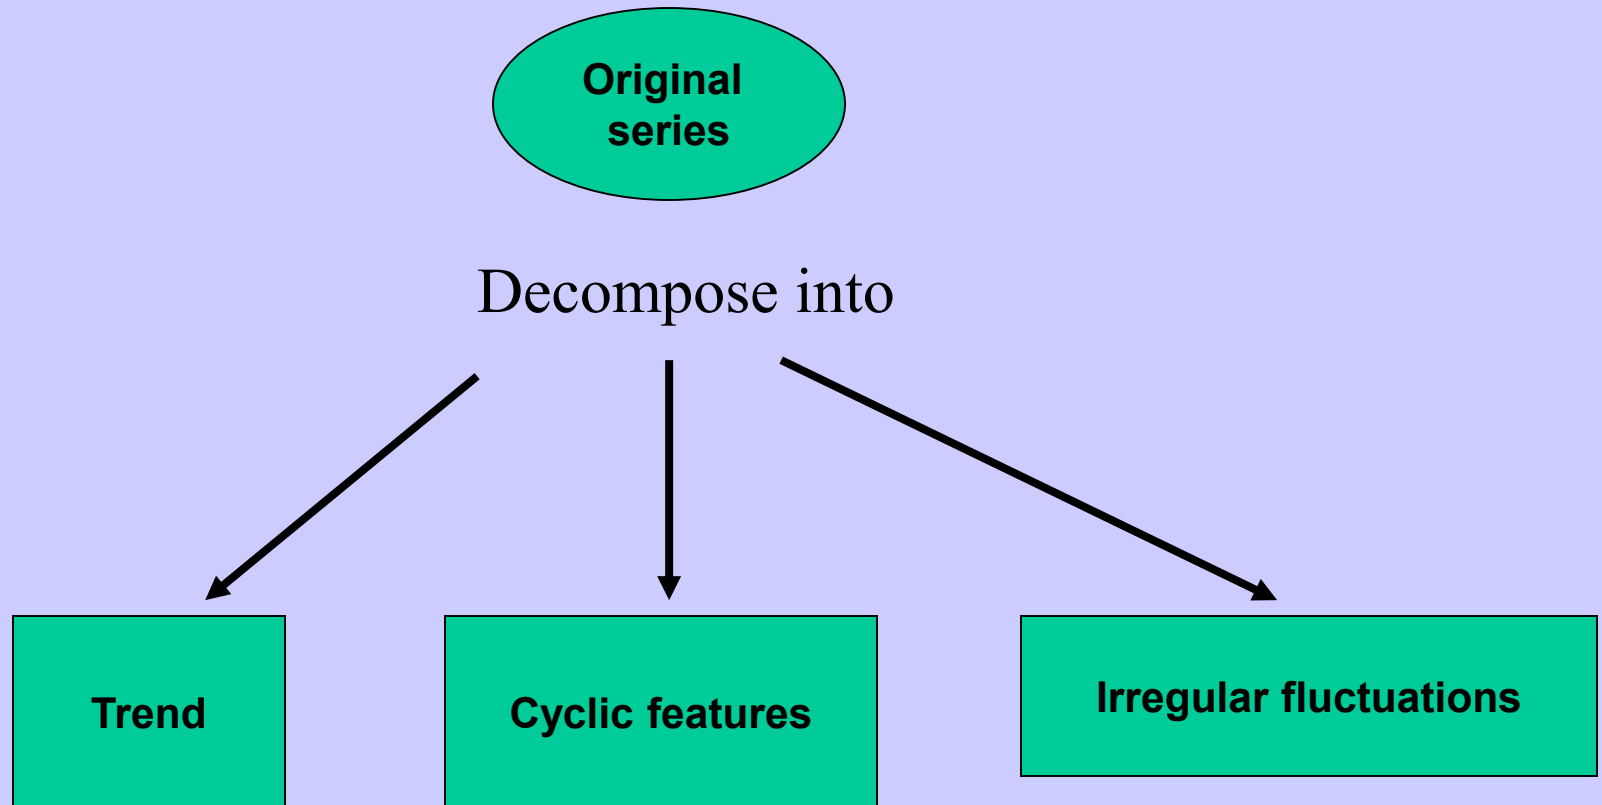 Original
series
Decompose into
Trend
Cyclic features
Irregular fluctuations